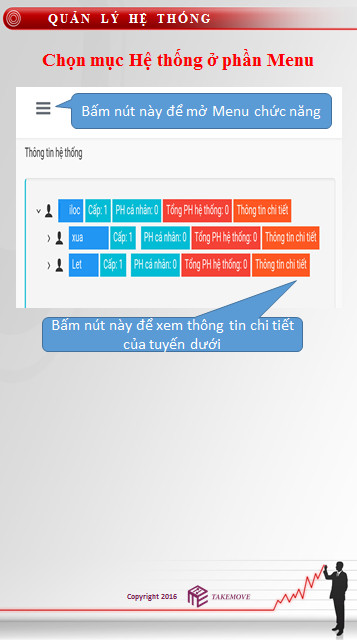 QUẢN LÝ HỆ THỐNG
Chọn mục Hệ thống ở phần Menu
Bấm nút này để mở Menu chức năng
Thông tin hệ thống
iloc Cấp: 1 PH cá nhân: 0 Tổng PH hệ thống: 0 Thông tin chi tiết
xua Cấp: 1 PH cá nhân: 0 Tổng PH hệ thống: 0 Thông tin chi tiết
Let Cấp: 1 PH cá nhân: 0 Tổng PH hệ thống: 0 Thông tin chi tiết
Bấm nút này để xem thông tin chi tiết
của tuyến dưới
Copyright 2016 TAKEMOVE